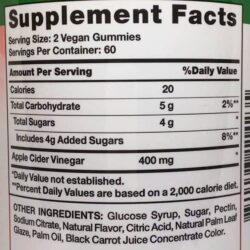 Supplement Facts
Serving Size: 2 Vegan Gummies
Servings Per Container: 60
Amount Per Serving %Daily Value
Calories 20
Total Carbohydrate 5 g 2%**
Total Sugars 4 g *
Includes 4g Added Sugars 8%**
Apple Cider Vinegar 400 mg *
*Daily Value not established.
**Percent Daily Values are based on a 2,000 calorie diet.
OTHER INGREDIENTS: Glucose Syrup, Sugar, Pectin,
Sodium Citrate, Natural Flavor, Citric Acid, Natural Palm Leaf
Glaze, Palm Oil, Black Carrot Juice Concentrate Color.